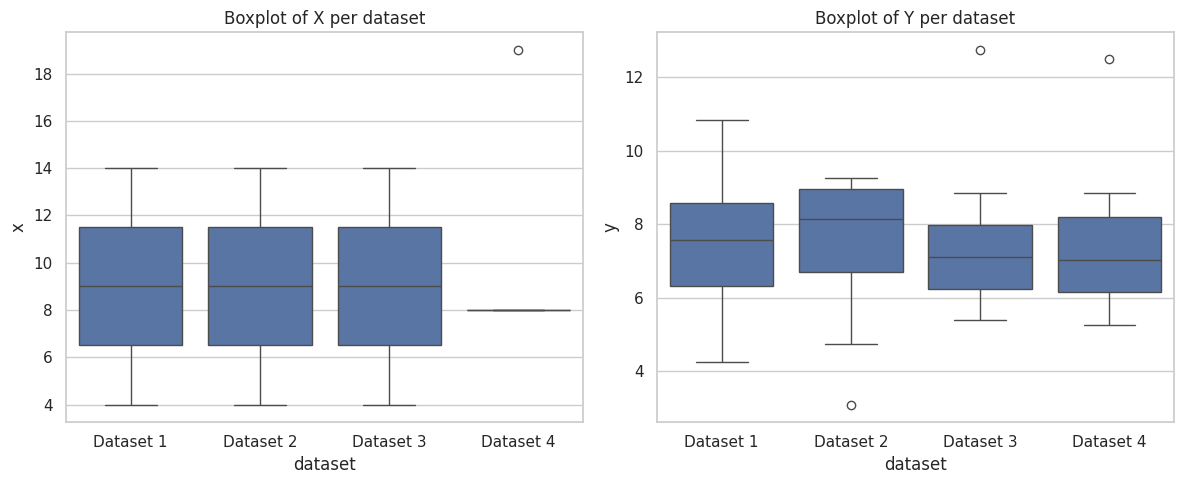 Boxplot of X per dataset
x
18
16
14
12
10
8
6
4
Dataset 1 Dataset 2 Dataset 3 Dataset 4
dataset
Boxplot of Y per dataset
y
12
10
8
6
4
Dataset 1 Dataset 2 Dataset 3 Dataset 4
dataset